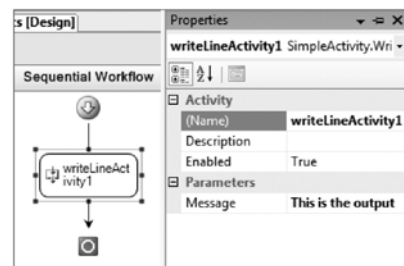 s [Design]
Sequential Workflow
writeLineAct
ivity1
Properties
writeLineActivity1 SimpleActivity.Wri
Activity
(Name) writeLineActivity1
Description
Enabled True
Parameters
Message This is the output